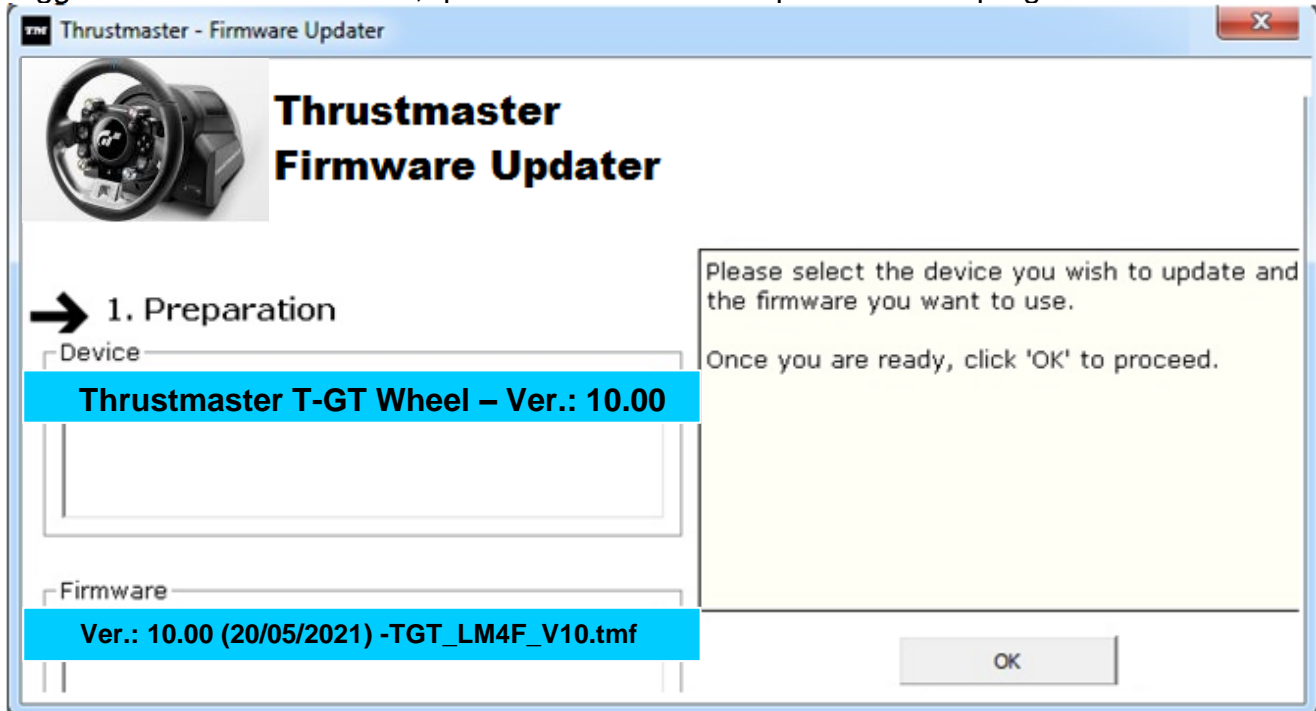 Thrustmaster - Firmware Updater
Thrustmaster
Firmware Updater
1. Preparation
Device
Thrustmaster T-GT Wheel – Ver.: 10.00
Firmware
Ver.: 10.00 (20/05/2021) -TGT_LM4F_V10.tmf
Please select the device you wish to update and
the firmware you want to use.
Once you are ready, click 'OK' to proceed.
OK